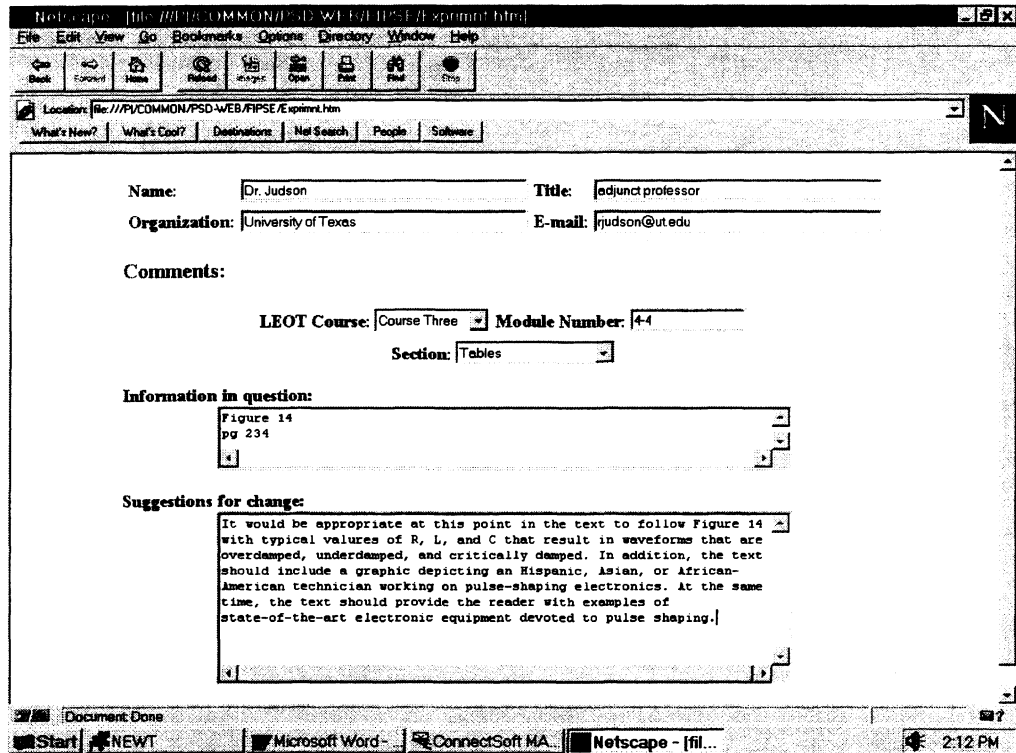 Netscape - [file:///P|/COMMON/PSD-WEB/FIPSE/Exprimnt.htm]
File Edit View Go Bookmarks Options Directory Window Help
Back Forward Home Reload Images Open Print Find Stop
Location: file:///P|/COMMON/PSD-WEB/FIPSE/Exprimnt.htm
N
What's New? What's Cool? Destinations Net Search People Software
Name: Dr. Judson Title: adjunct professor
Organization: University of Texas E-mail: rjudson@ut.edu
Comments:
LEOT Course: Course Three Module Number: 4-4
Section: Tables
Information in question:
Figure 14
pg 234
Suggestions for change:
It would be appropriate at this point in the text to follow Figure 14
with typical valures of R, L, and C that result in waveforms that are
overdamped, underdamped, and critically damped. In addition, the text
should include a graphic depicting an Hispanic, Asian, or African-
American technician working on pulse-shaping electronics. At the same
time, the text should provide the reader with examples of
state-of-the-art electronic equipment devoted to pulse shaping.
Document: Done
Start NEWT Microsoft Word - ... ConnectSoft MA... Netscape - [fil... 2:12 PM